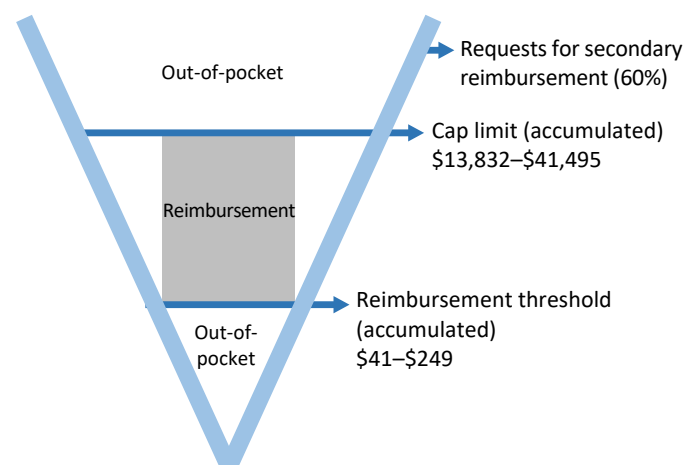 Out-of-pocket
Requests for secondary
reimbursement (60%)
Cap limit (accumulated)
$13,832–$41,495
Reimbursement
Reimbursement threshold
(accumulated)
$41–$249
Out-of-
pocket